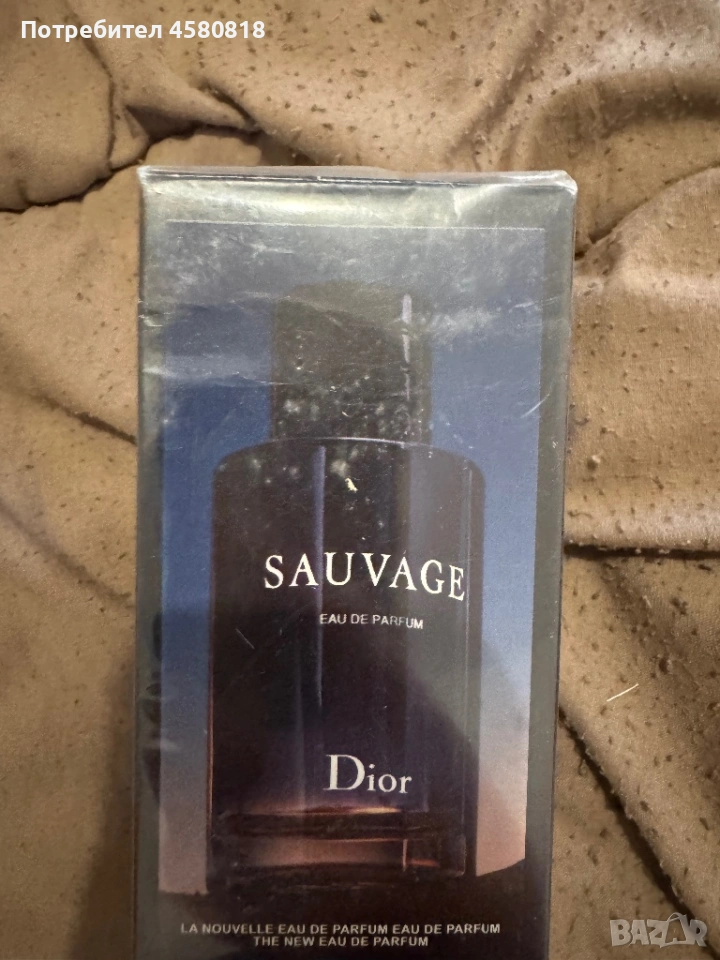 Потребител 4580818
SAUVAGE
EAU DE PARFUM
Dior
LA NOUVELLE EAU DE PARFUM EAU DE PARFUM
THE NEW EAU DE PARFUM
BAZAR